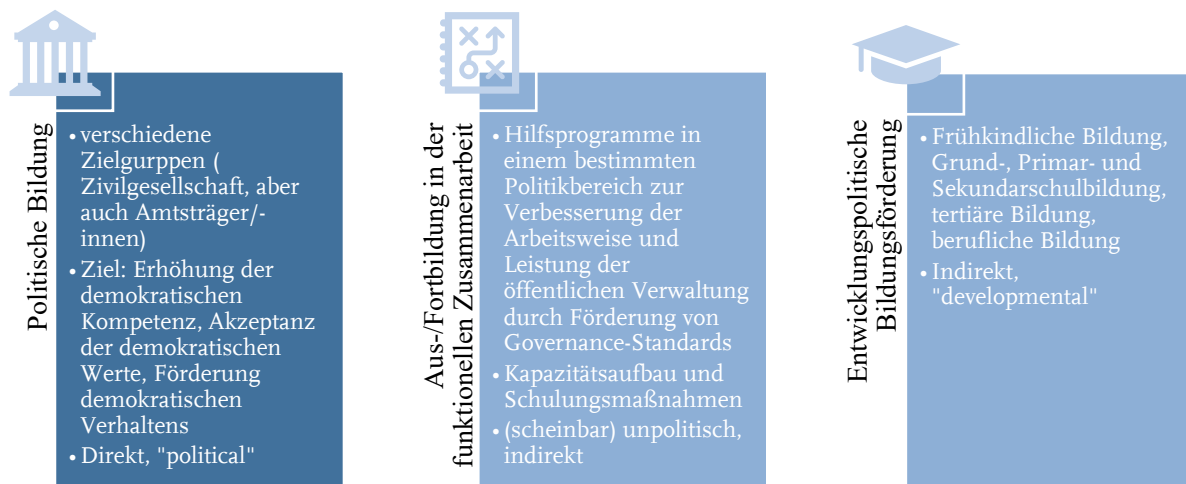 Politische Bildung
• verschiedene
Zielgurppen (
Zivilgesellschaft, aber
auch Amtsträger/-
innen)
• Ziel: Erhöhung der
demokratischen
Kompetenz, Akzeptanz
der demokratischen
Werte, Förderung
demokratischen
Verhaltens
• Direkt, "political"
Aus-/Fortbildung in der
funktionellen Zusammenarbeit
• Hilfsprogramme in
einem bestimmten
Politikbereich zur
Verbesserung der
Arbeitsweise und
Leistung der
öffentlichen Verwaltung
durch Förderung von
Governance-Standards
• Kapazitätsaufbau und
Schulungsmaßnahmen
• (scheinbar) unpolitisch,
indirekt
Entwicklungspolitische
Bildungsförderung
• Frühkindliche Bildung,
Grund-, Primar- und
Sekundarschulbildung,
tertiäre Bildung,
berufliche Bildung
• Indirekt,
"developmental"